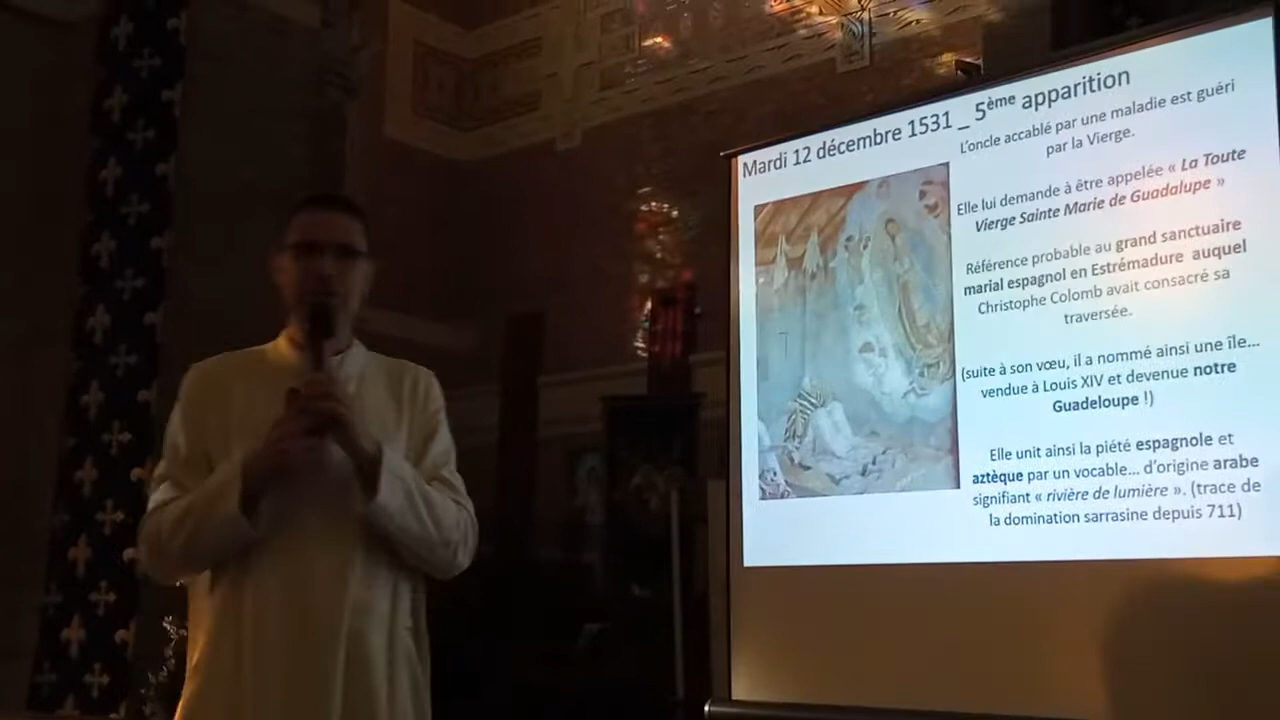 Mardi 12 décembre 1531 _ 5ème apparition
L'oncle accablé par une maladie est guéri
par la Vierge.
Elle lui demande à être appelée « La Toute
Vierge Sainte Marie de Guadalupe »
Référence probable au grand sanctuaire
marial espagnol en Estrémadure auquel
Christophe Colomb avait consacré sa
traversée.
(suite à son vœu, il a nommé ainsi une île...
vendue à Louis XIV et devenue notre
Guadeloupe !)
Elle unit ainsi la piété espagnole et
aztèque par un vocable... d'origine arabe
signifiant « rivière de lumière ». (trace de
la domination sarrasine depuis 711)